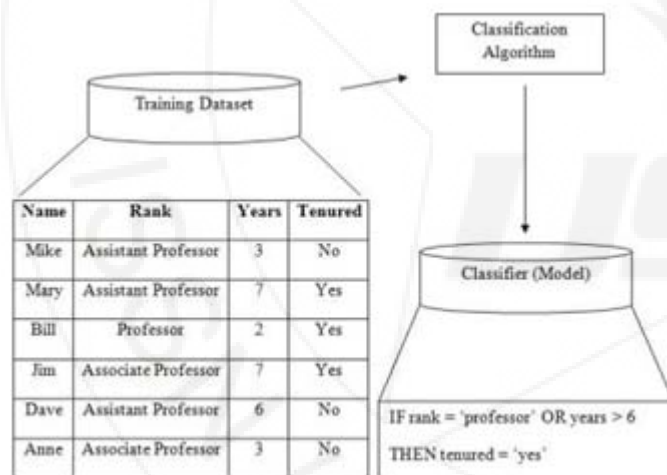 Classification
Algorithm
Training Dataset
Name Rank Years Tenured
Mike Assistant Professor 3 No
Mary Assistant Professor 7 Yes
Bill Professor 2 Yes
Jim Associate Professor 7 Yes
Dave Assistant Professor 6 No
Anne Associate Professor 3 No
Classifier (Model)
IF rank = 'professor' OR years > 6
THEN tenured = 'yes'